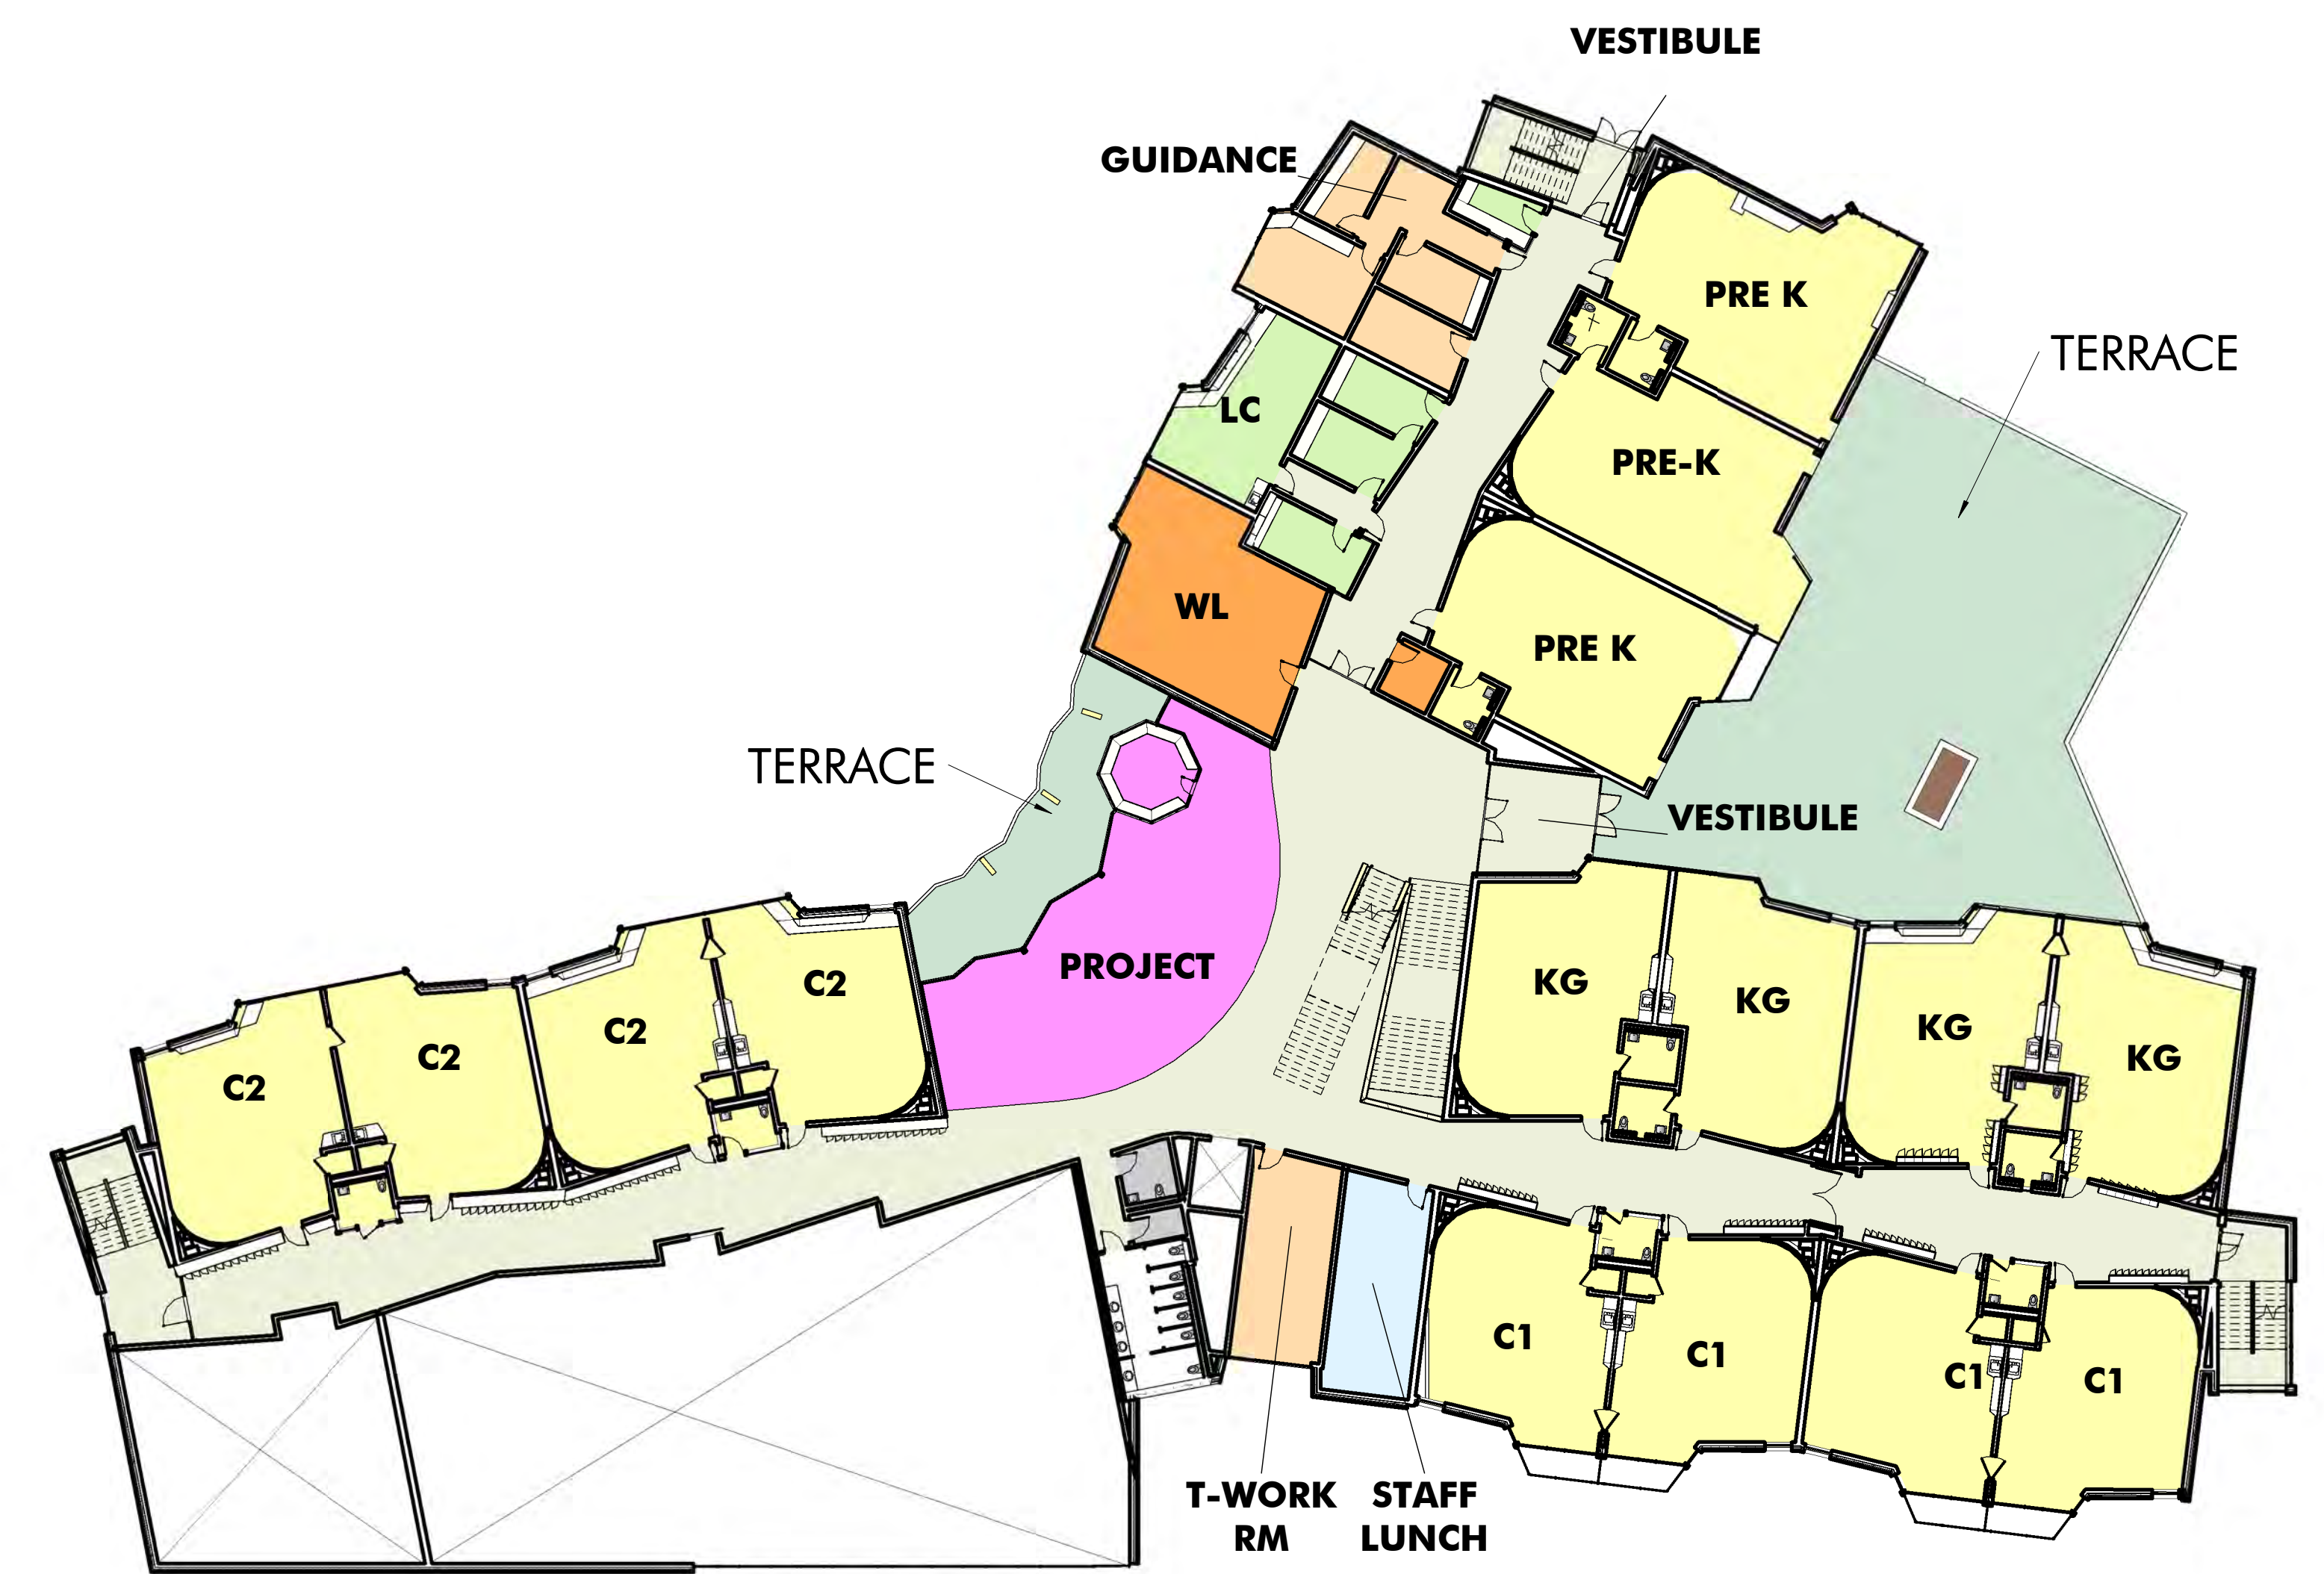 VESTIBULE
GUIDANCE
PRE K
TERRACE
LC
PRE-K
WL
PRE K
TERRACE
VESTIBULE
PROJECT
C2
C2
C2
C2
KG
KG
KG
KG
C1
C1
C1
C1
T-WORK
RM
STAFF
LUNCH